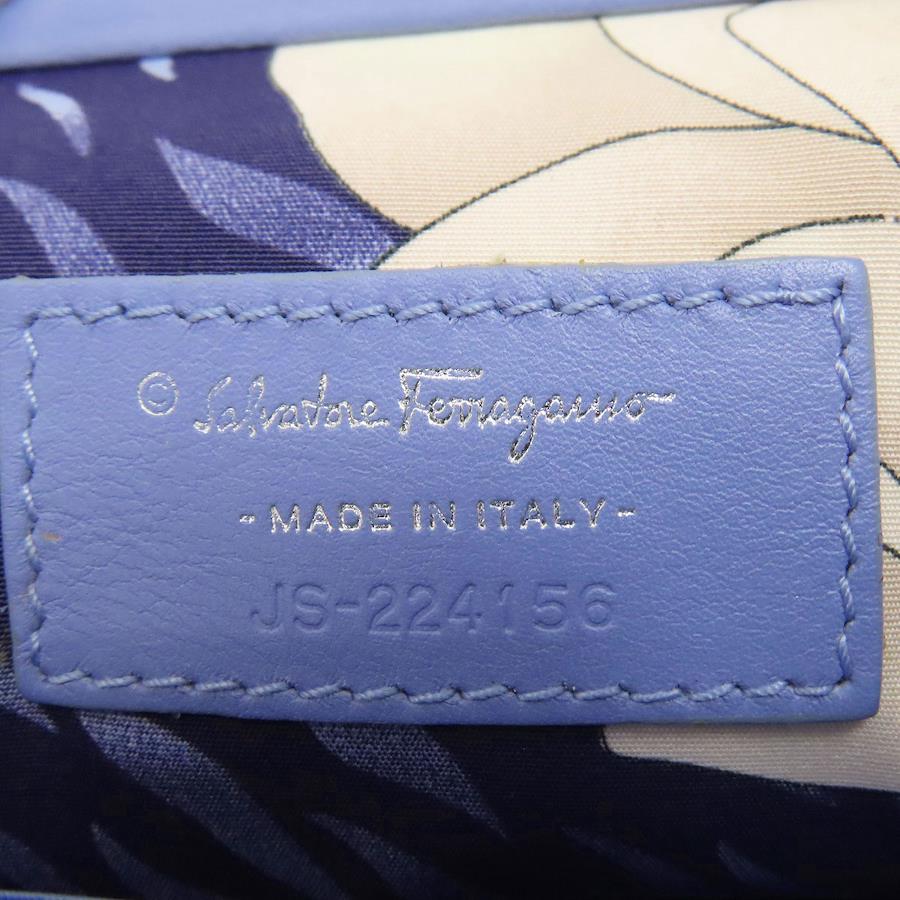 © Salvatore Ferragamo
- MADE IN ITALY -
JS-224156